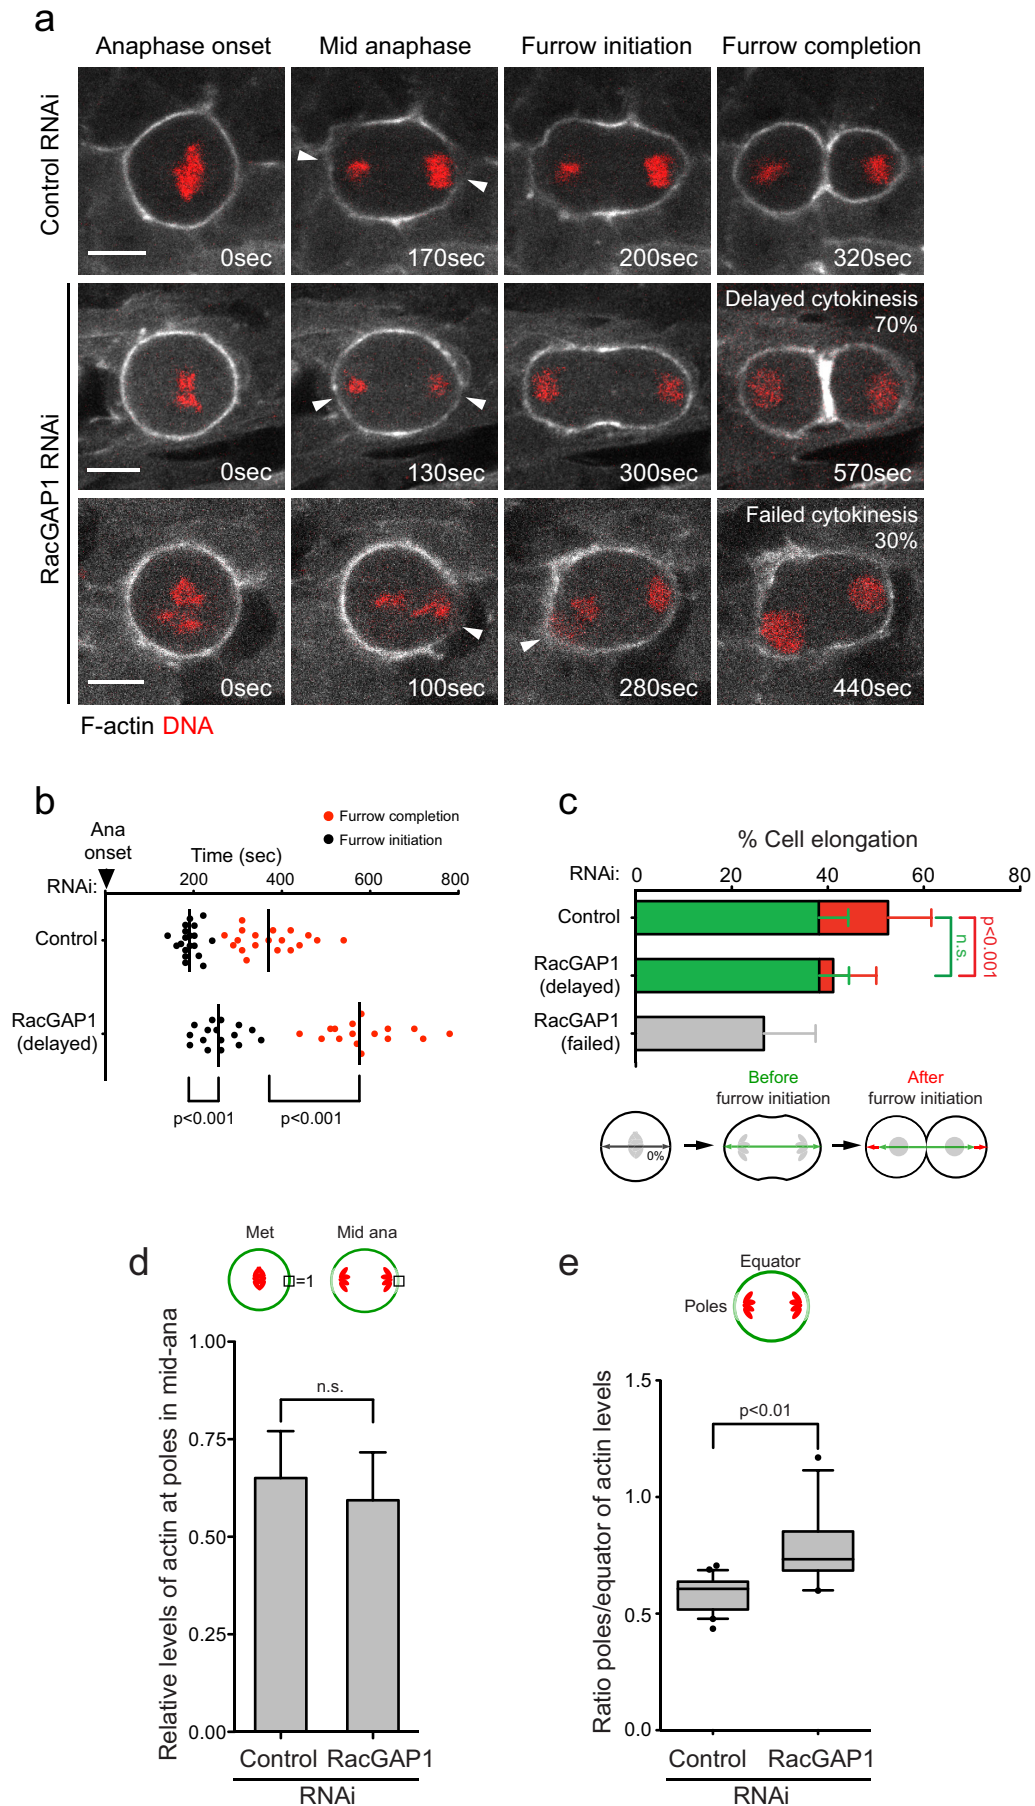 a
Anaphase onset
Mid anaphase
Furrow initiation
Furrow completion
Control RNAi
0sec
170sec
200sec
320sec
RacGAP1 RNAi
Delayed cytokinesis
70%
0sec
130sec
300sec
570sec
Failed cytokinesis
30%
0sec
100sec
280sec
440sec
F-actin DNA
b
Furrow completion
Furrow initiation
Ana
onset
Time (sec)
RNAi:
200
400
600
800
Control
RacGAP1
(delayed)
p<0.001
p<0.001
c
% Cell elongation
RNAi:
0
20
40
60
80
Control
RacGAP1
(delayed)
RacGAP1
(failed)
n.s.
p<0.001
Before
furrow initiation
After
furrow initiation
0%
d
Met
Mid ana
=1
Relative levels of actin at poles in mid-ana
1.00
0.75
0.50
0.25
0.00
n.s.
Control
RacGAP1
RNAi
e
Equator
Poles
Ratio poles/equator of actin levels
1.5
1.0
0.5
0.0
p<0.01
Control
RacGAP1
RNAi